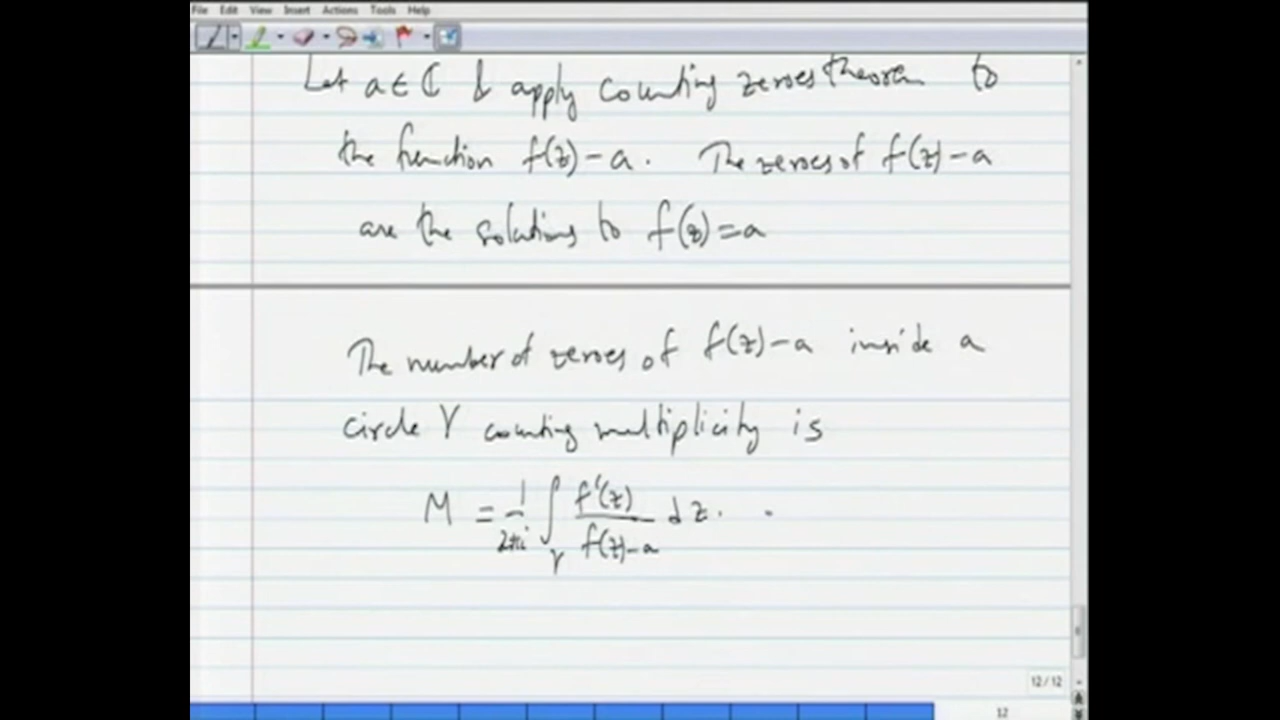 File Edit View Insert Actions Tools Help
Let a ∈ ℂ & apply counting zeroes theorem to
the function f(z) – a. The zeroes of f(z) – a
are the solutions to f(z) = a
The number of zeroes of f(z) – a inside a
circle γ counting multiplicity is
M = 1/2πi ∫_γ f'(z)/f(z)–a dz.
12 / 12
12